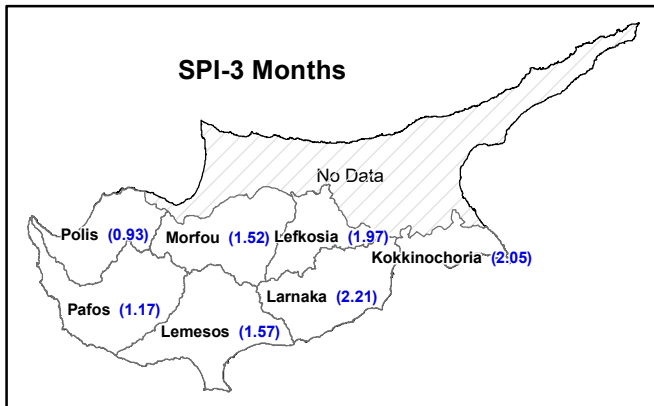 SPI-3 Months
No Data
Polis (0.93)
Morfou (1.52)
Lefkosia (1.97)
Kokkinochoria (2.05)
Pafos (1.17)
Larnaka (2.21)
Lemesos (1.57)